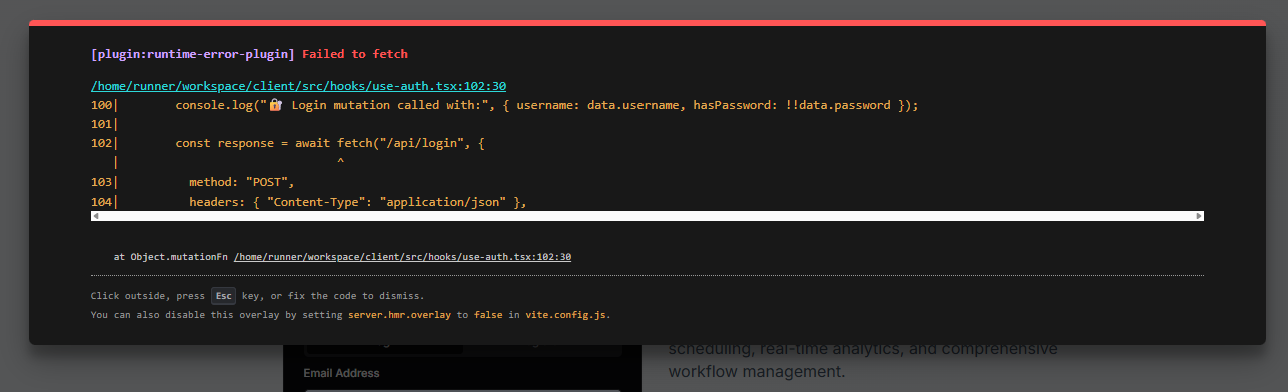 [plugin:runtime-error-plugin] Failed to fetch
/home/runner/workspace/client/src/hooks/use-auth.tsx:102:30
100|        console.log("🔐 Login mutation called with:", { username: data.username, hasPassword: !!data.password });
101|
102|        const response = await fetch("/api/login", {
   |                               ^
103|          method: "POST",
104|          headers: { "Content-Type": "application/json" },
at Object.mutationFn /home/runner/workspace/client/src/hooks/use-auth.tsx:102:30
Click outside, press Esc key, or fix the code to dismiss.
You can also disable this overlay by setting server.hmr.overlay to false in vite.config.js.
scheduling, real-time analytics, and comprehensive
workflow management.
Email Address